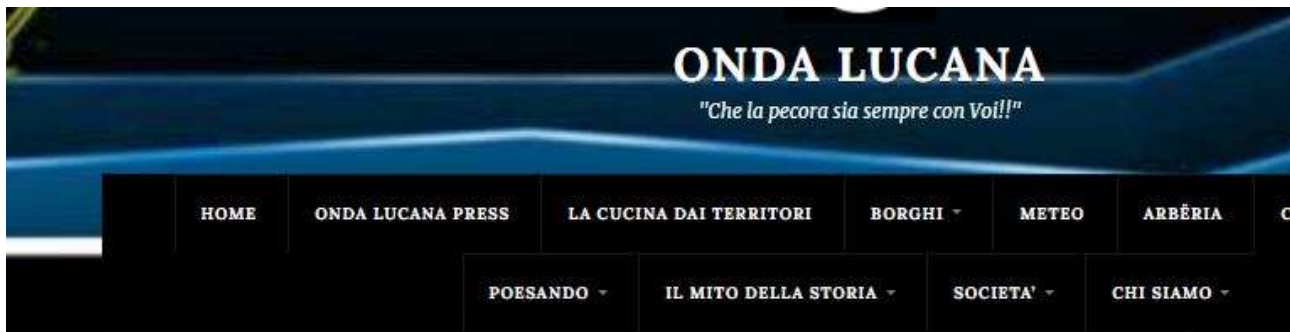 ONDA LUCANA
"Che la pecora sia sempre con Voi!!"
HOME ONDA LUCANA PRESS LA CUCINA DAI TERRITORI BORGHI METEO ARBËRIA
POESANDO IL MITO DELLA STORIA SOCIETA' CHI SIAMO